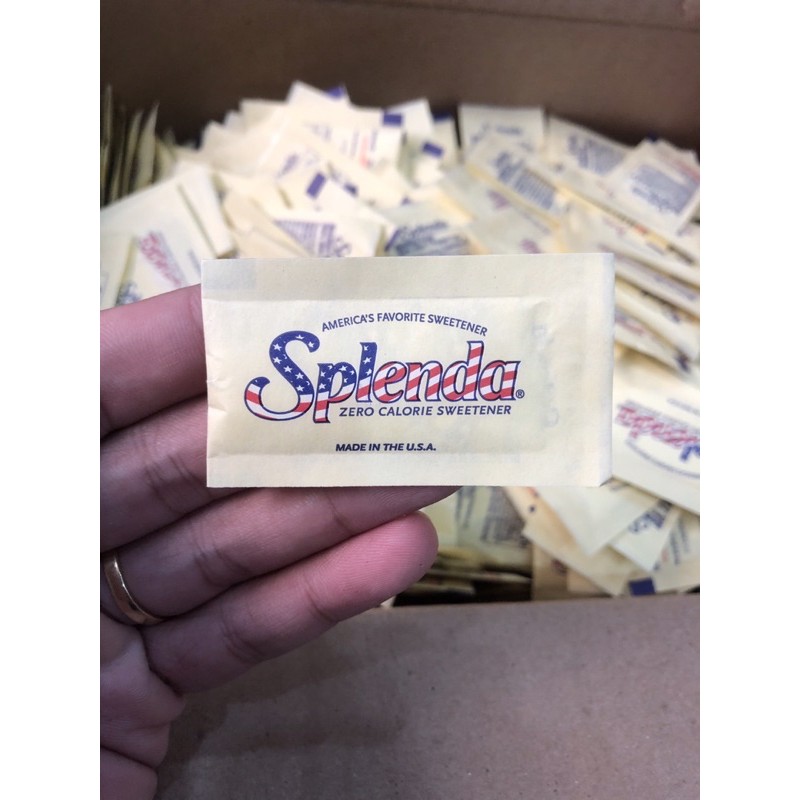 AMERICA'S FAVORITE SWEETENER
Splenda®
ZERO CALORIE SWEETENER
MADE IN THE U.S.A.